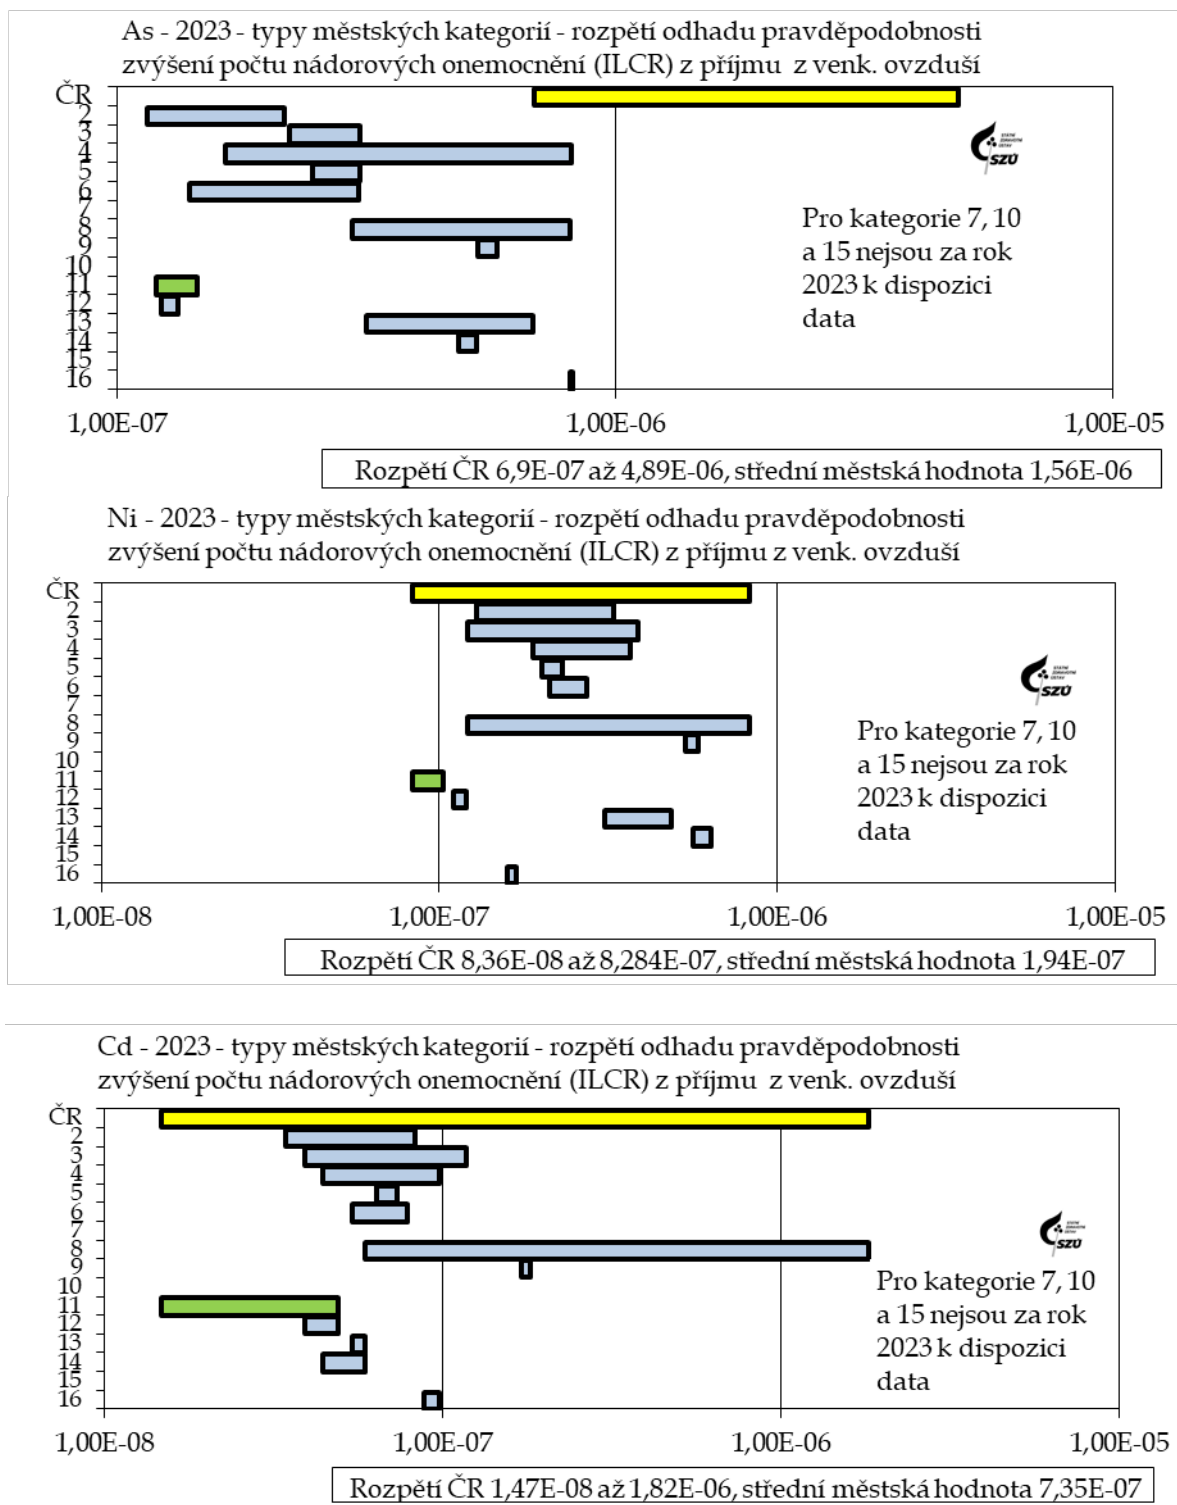 As - 2023 - typy městských kategorií - rozpětí odhadu pravděpodobnosti
zvýšení počtu nádorových onemocnění (ILCR) z příjmu z venk. ovzduší
ČR
2
3
4
5
6
7
8
9
10
11
12
13
14
15
16
STÁTNÍ
ZDRAVOTNÍ
ÚSTAV
SZÚ
Pro kategorie 7, 10
a 15 nejsou za rok
2023 k dispozici
data
1,00E-07 1,00E-06 1,00E-05
Rozpětí ČR 6,9E-07 až 4,89E-06, střední městská hodnota 1,56E-06
Ni - 2023 - typy městských kategorií - rozpětí odhadu pravděpodobnosti
zvýšení počtu nádorových onemocnění (ILCR) z příjmu z venk. ovzduší
ČR
2
3
4
5
6
7
8
9
10
11
12
13
14
15
16
STÁTNÍ
ZDRAVOTNÍ
ÚSTAV
SZÚ
Pro kategorie 7, 10
a 15 nejsou za rok
2023 k dispozici
data
1,00E-08 1,00E-07 1,00E-06 1,00E-05
Rozpětí ČR 8,36E-08 až 8,284E-07, střední městská hodnota 1,94E-07
Cd - 2023 - typy městských kategorií - rozpětí odhadu pravděpodobnosti
zvýšení počtu nádorových onemocnění (ILCR) z příjmu z venk. ovzduší
ČR
2
3
4
5
6
7
8
9
10
11
12
13
14
15
16
STÁTNÍ
ZDRAVOTNÍ
ÚSTAV
SZÚ
Pro kategorie 7, 10
a 15 nejsou za rok
2023 k dispozici
data
1,00E-08 1,00E-07 1,00E-06 1,00E-05
Rozpětí ČR 1,47E-08 až 1,82E-06, střední městská hodnota 7,35E-07